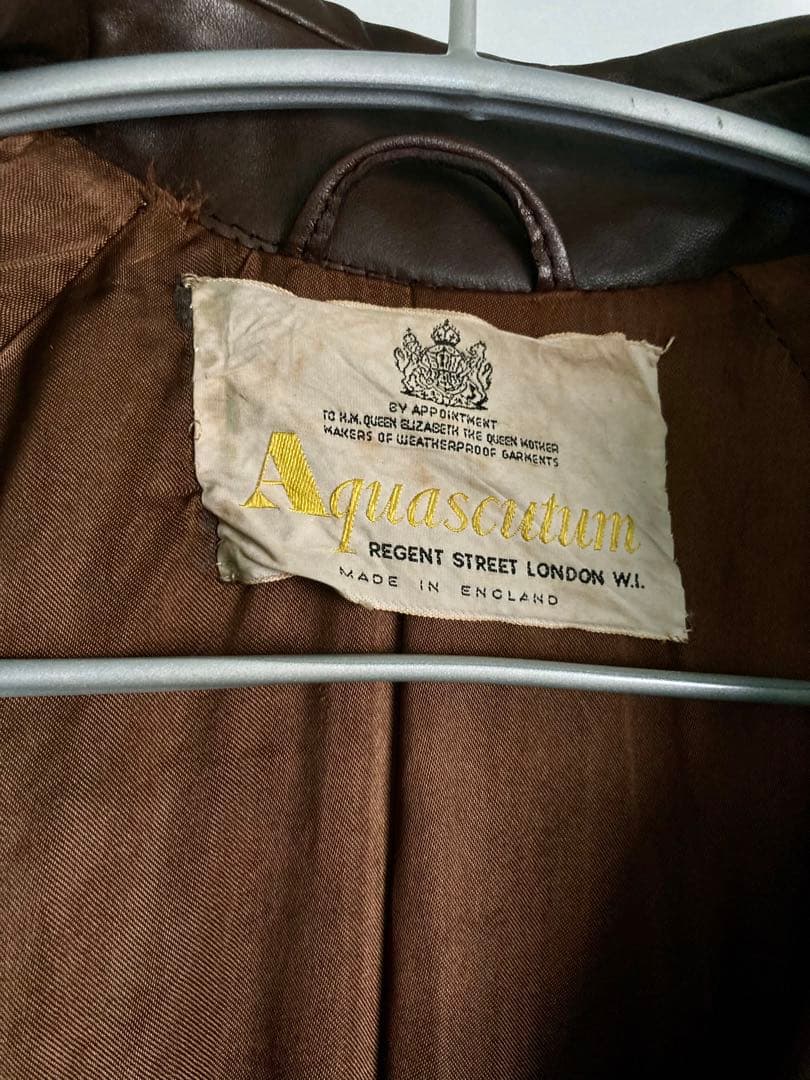 BY APPOINTMENT
TO H.M. QUEEN ELIZABETH THE QUEEN MOTHER
MAKERS OF WEATHERPROOF GARMENTS
Aquascutum
REGENT STREET LONDON W.1.
MADE IN ENGLAND